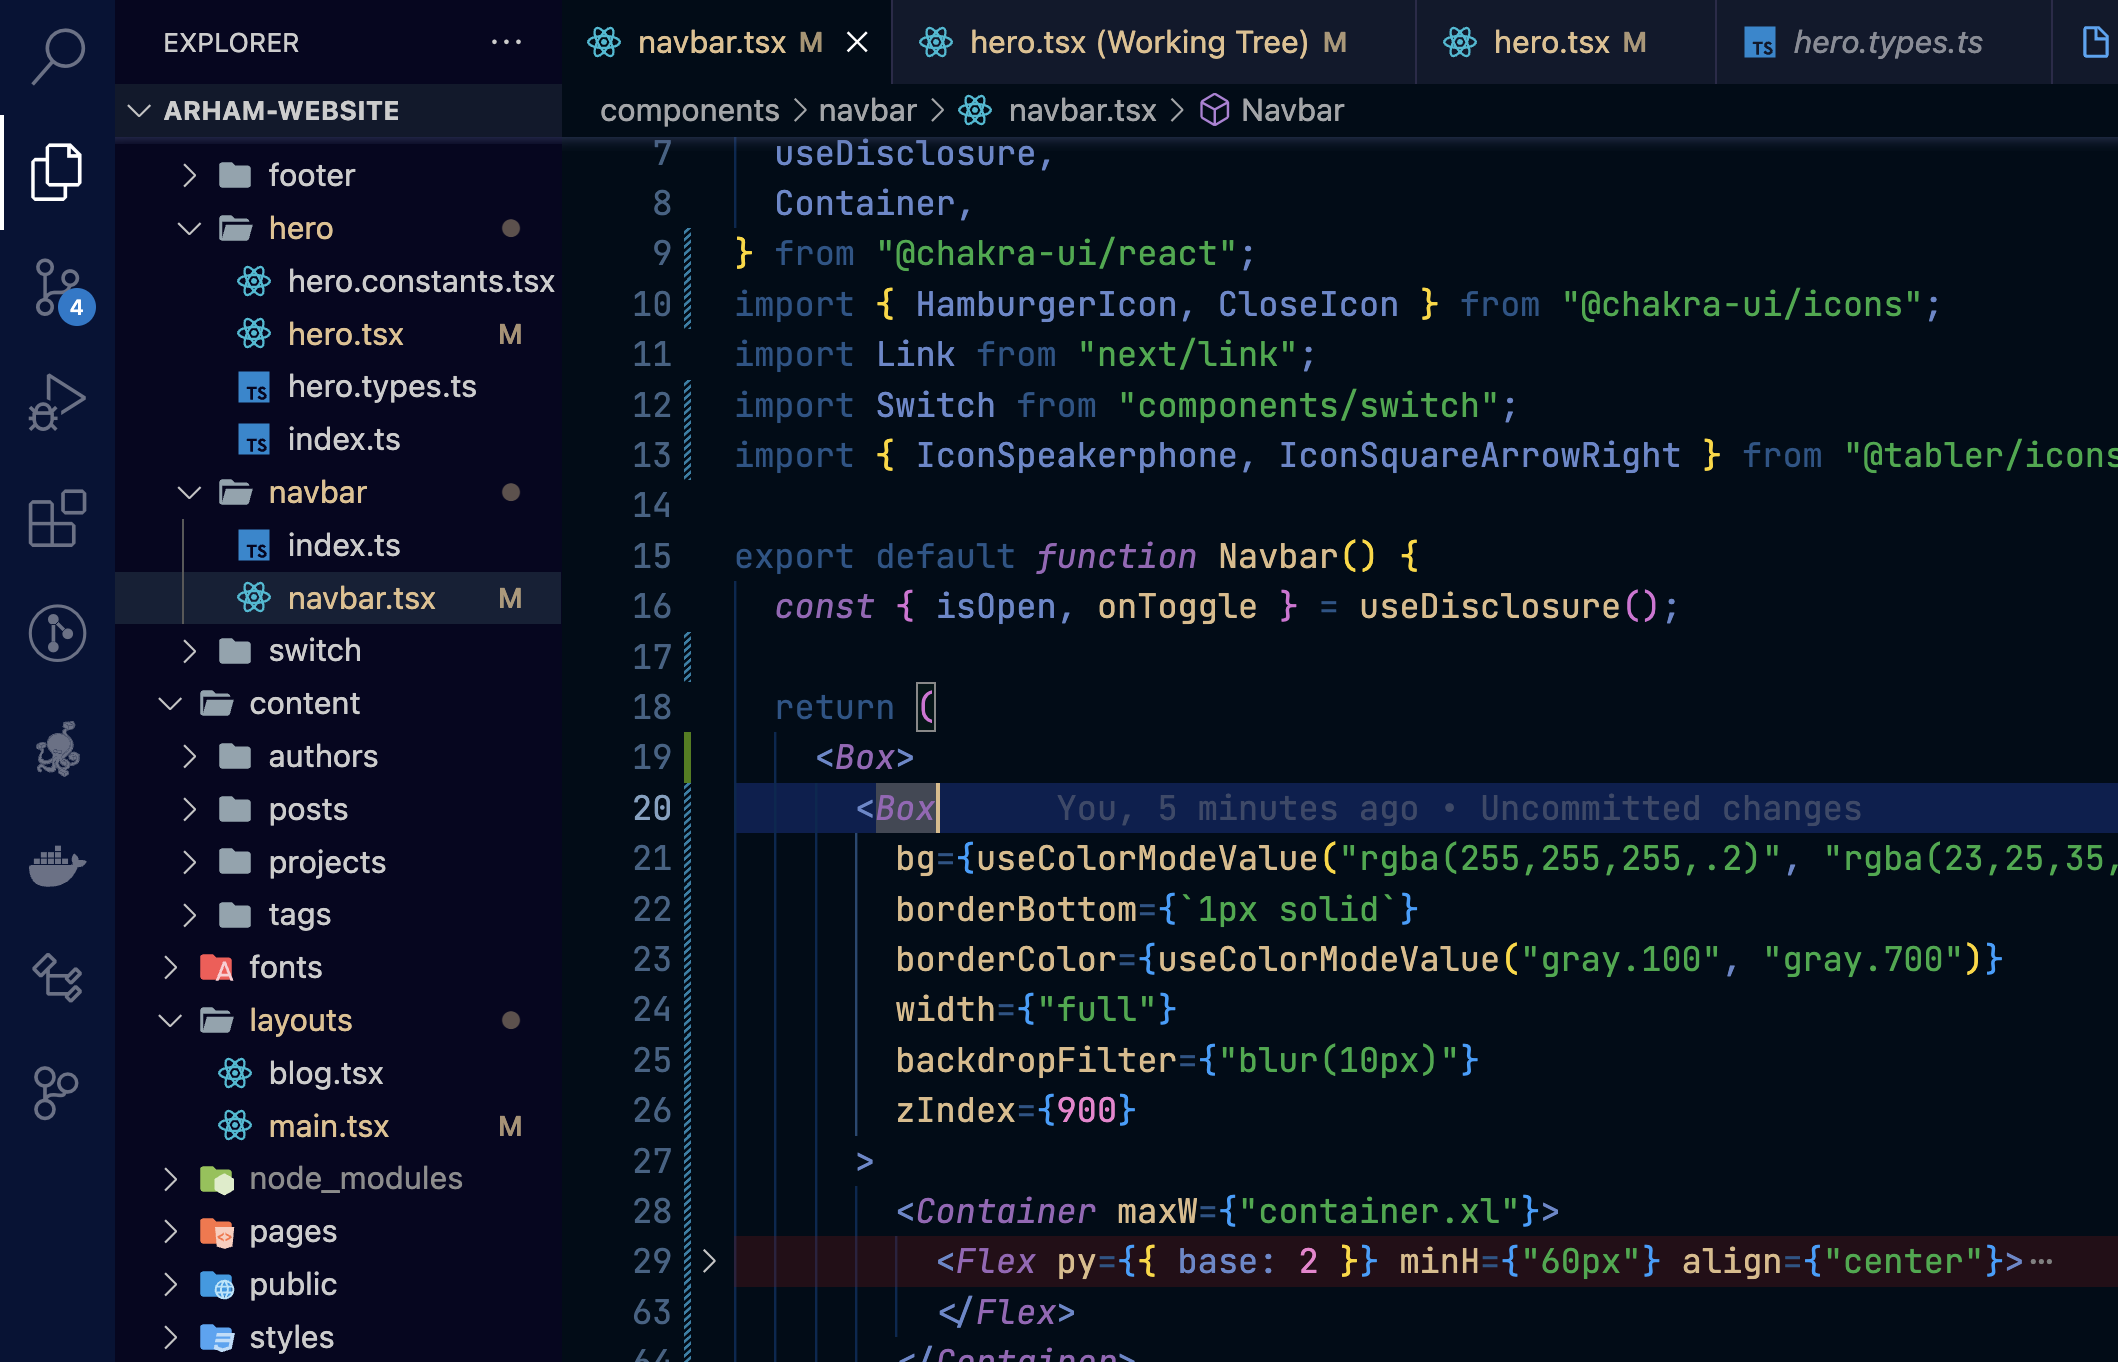 EXPLORER
ARHAM-WEBSITE
footer
hero
hero.constants.tsx
hero.tsx M
TS hero.types.ts
TS index.ts
navbar
TS index.ts
navbar.tsx M
switch
content
authors
posts
projects
tags
A fonts
layouts
blog.tsx
main.tsx M
node_modules
pages
public
styles
4
navbar.tsx M
hero.tsx (Working Tree) M
hero.tsx M
TS hero.types.ts
components > navbar > navbar.tsx > Navbar
7 useDisclosure,
8 Container,
9 } from "@chakra-ui/react";
10 import { HamburgerIcon, CloseIcon } from "@chakra-ui/icons";
11 import Link from "next/link";
12 import Switch from "components/switch";
13 import { IconSpeakerphone, IconSquareArrowRight } from "@tabler/icons
14
15 export default function Navbar() {
16 const { isOpen, onToggle } = useDisclosure();
17
18 return (
19 <Box>
20 <Box You, 5 minutes ago • Uncommitted changes
21 bg={useColorModeValue("rgba(255,255,255,.2)", "rgba(23,25,35,
22 borderBottom={`1px solid`}
23 borderColor={useColorModeValue("gray.100", "gray.700")}
24 width={"full"}
25 backdropFilter={"blur(10px)"}
26 zIndex={900}
27 >
28 <Container maxW={"container.xl"}>
29 <Flex py={{ base: 2 }} minH={"60px"} align={"center"}>⋯
63 </Flex>
64 </Container>